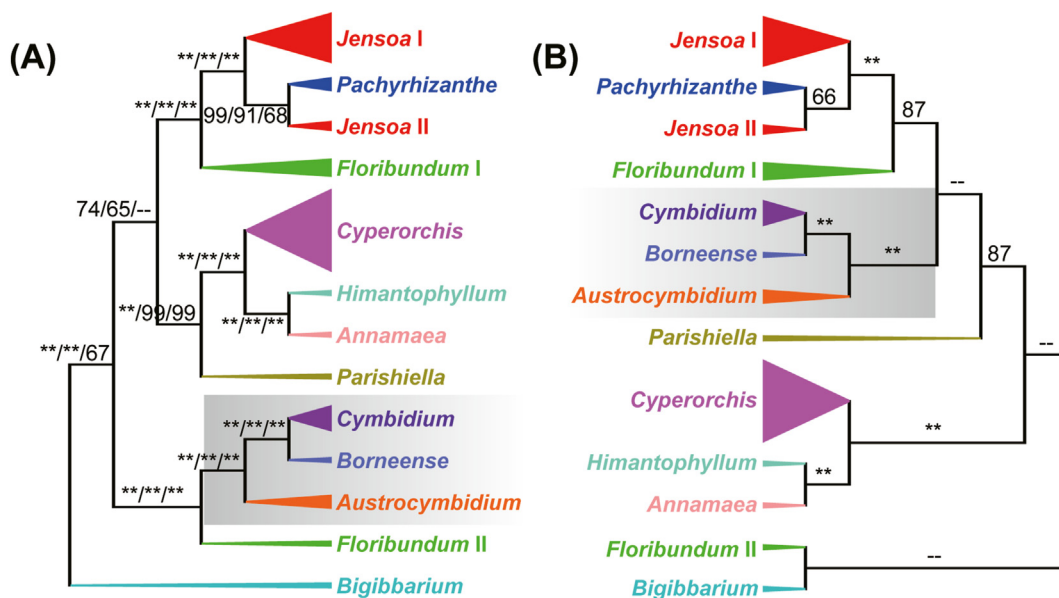 (A)
**/**/**
Jensoa I
**/**/**
Pachyrhizanthe
99/91/68
Jensoa II
Floribundum I
74/65/--
Cyperorchis
**/**/**
Himantophyllum
**/99/99
**/**/**
Annamaea
**/**/67
Parishiella
Cymbidium
**/**/**
Borneense
**/**/**
Austrocymbidium
**/**/**
Floribundum II
Bigibbarium
(B)
Jensoa I
**
Pachyrhizanthe
66
87
Jensoa II
Floribundum I
--
Cymbidium
**
Borneense
**
87
Austrocymbidium
Parishiella
--
Cyperorchis
**
Himantophyllum
**
Annamaea
Floribundum II
--
Bigibbarium